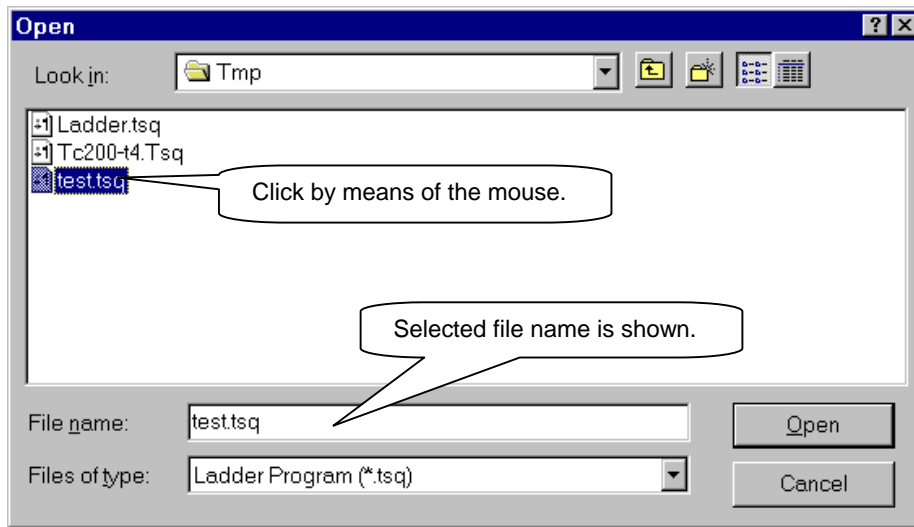 Open
Look in: Tmp
Ladder.tsq
Tc200-t4.Tsq
test.tsq
Click by means of the mouse.
Selected file name is shown.
File name: test.tsq Open
Files of type: Ladder Program (*.tsq) Cancel